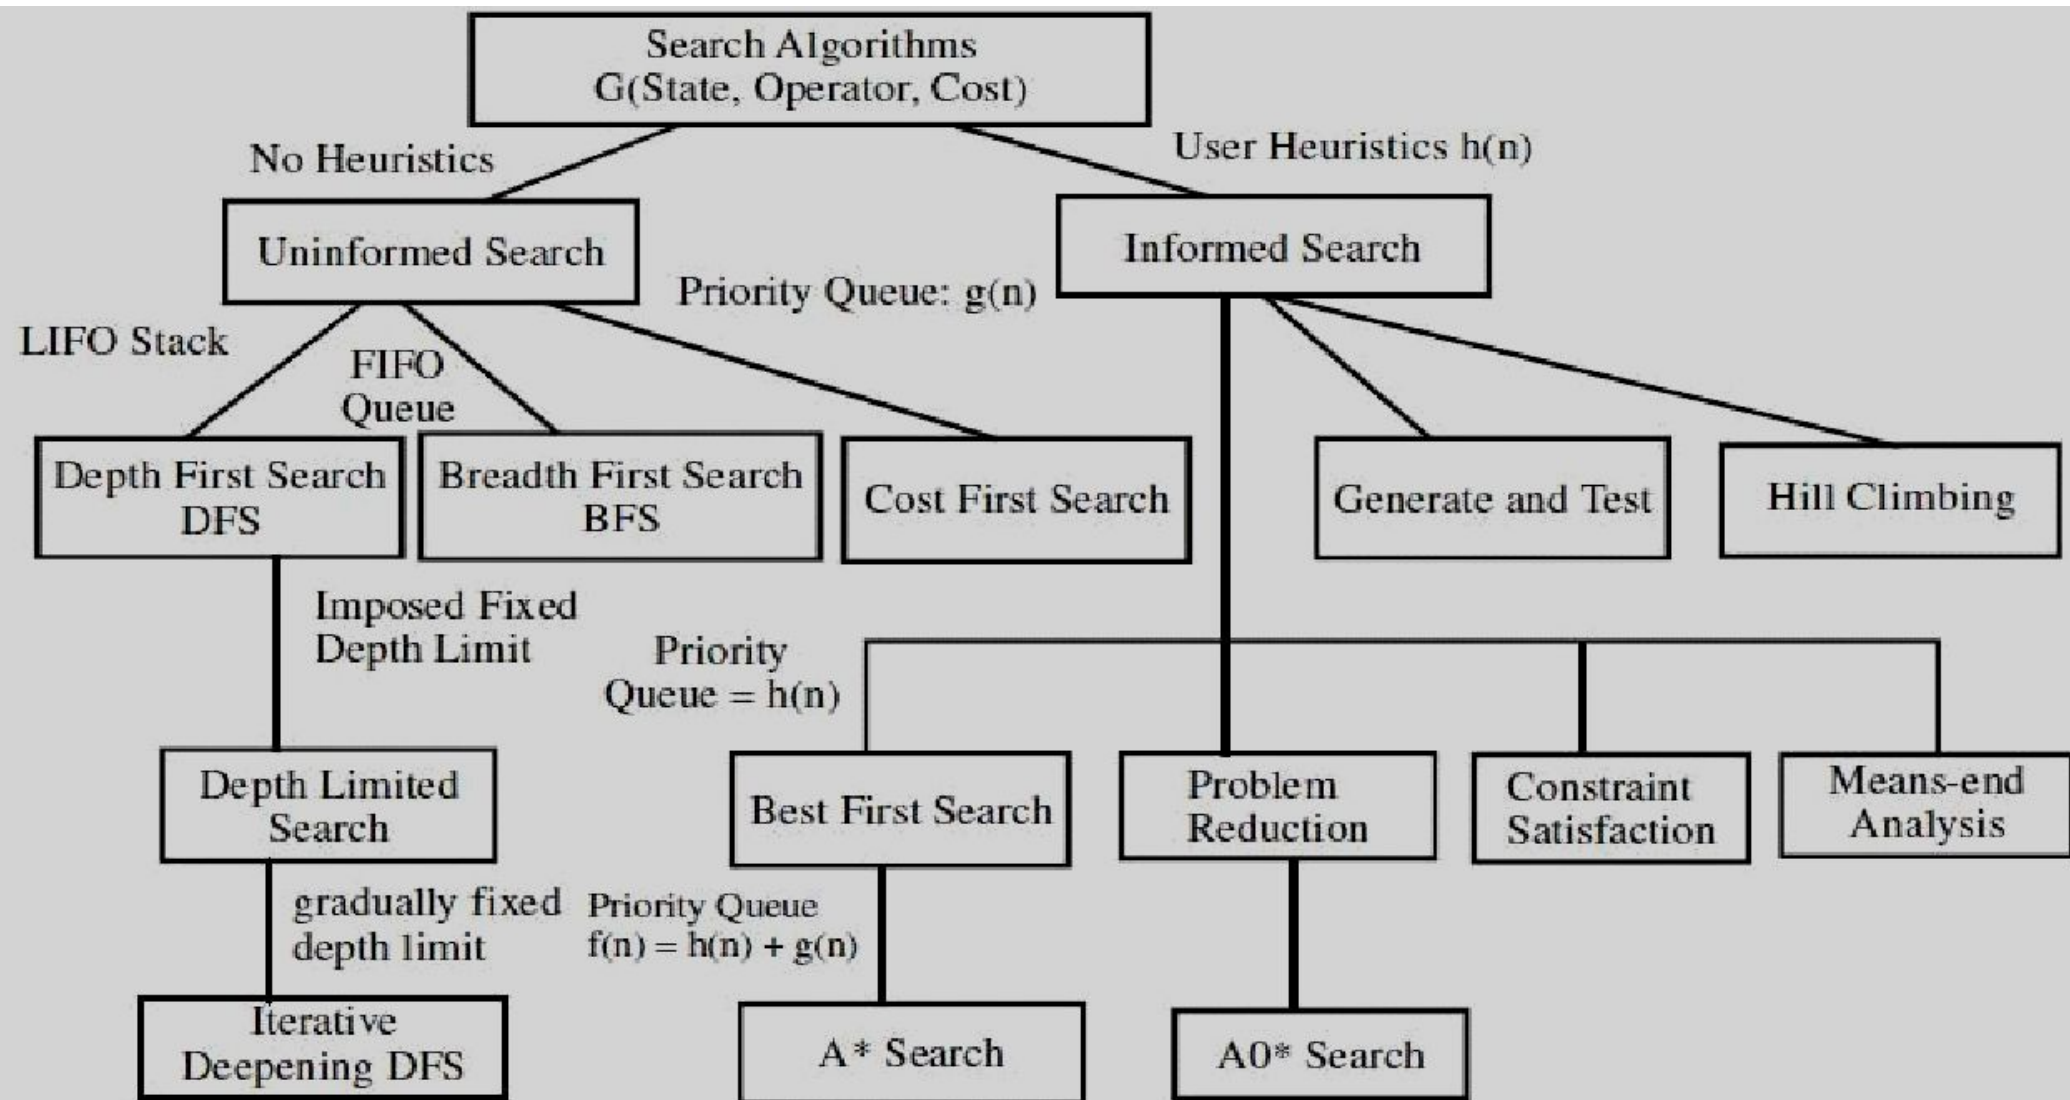 Search Algorithms
G(State, Operator, Cost)
No Heuristics
User Heuristics h(n)
Uninformed Search
Informed Search
Priority Queue: g(n)
LIFO Stack
FIFO
Queue
Depth First Search
DFS
Breadth First Search
BFS
Cost First Search
Generate and Test
Hill Climbing
Imposed Fixed
Depth Limit
Priority
Queue = h(n)
Depth Limited
Search
Best First Search
Problem
Reduction
Constraint
Satisfaction
Means-end
Analysis
gradually fixed
depth limit
Priority Queue
f(n) = h(n) + g(n)
Iterative
Deepening DFS
A* Search
A0* Search